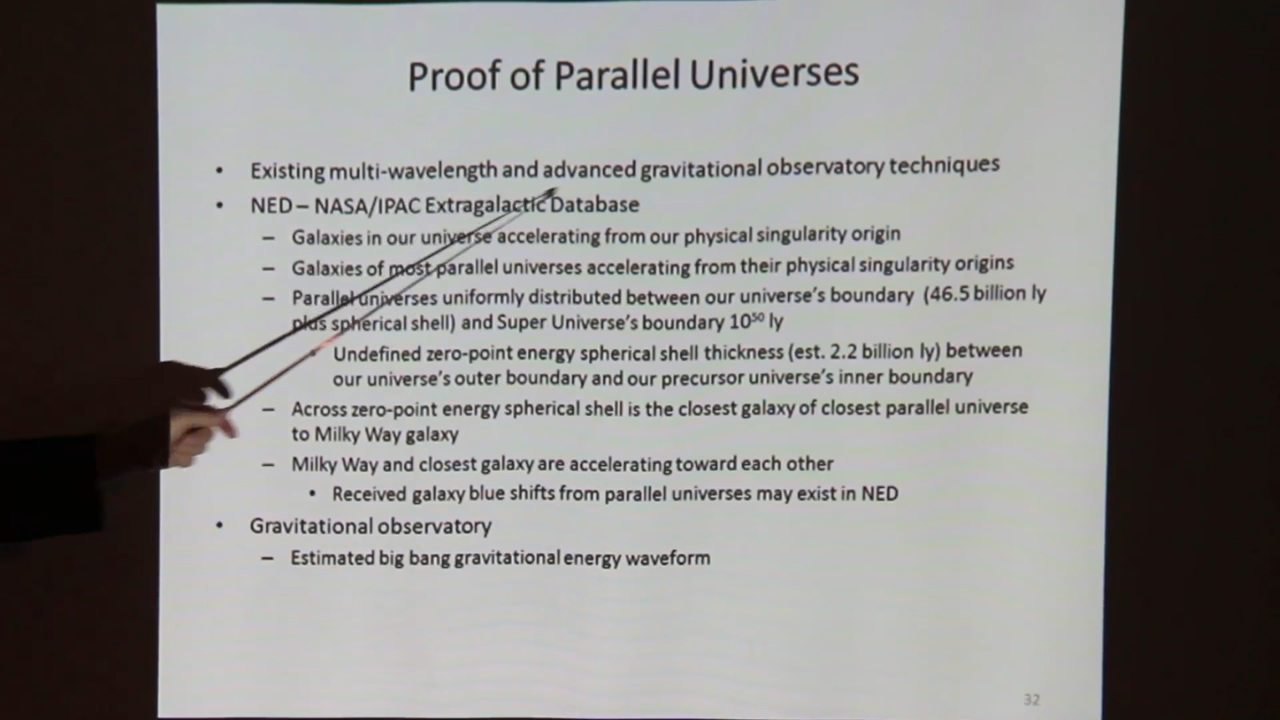 Proof of Parallel Universes
• Existing multi-wavelength and advanced gravitational observatory techniques
• NED – NASA/IPAC Extragalactic Database
– Galaxies in our universe accelerating from our physical singularity origin
– Galaxies of most parallel universes accelerating from their physical singularity origins
– Parallel universes uniformly distributed between our universe's boundary (46.5 billion ly
plus spherical shell) and Super Universe's boundary 10⁵⁰ ly
Undefined zero-point energy spherical shell thickness (est. 2.2 billion ly) between
our universe's outer boundary and our precursor universe's inner boundary
– Across zero-point energy spherical shell is the closest galaxy of closest parallel universe
to Milky Way galaxy
– Milky Way and closest galaxy are accelerating toward each other
• Received galaxy blue shifts from parallel universes may exist in NED
• Gravitational observatory
– Estimated big bang gravitational energy waveform
32